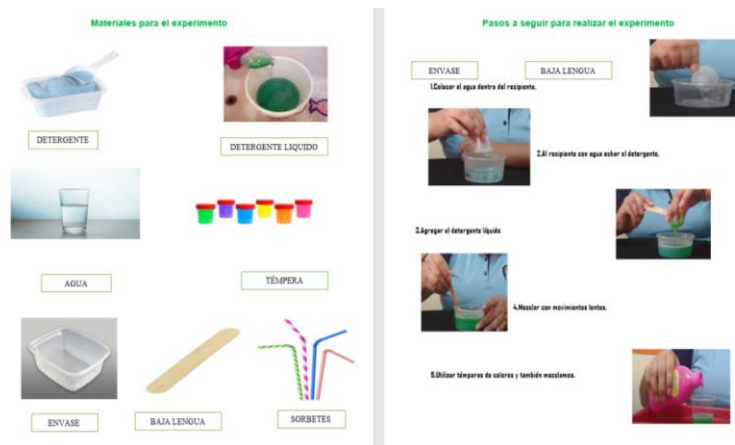 Materiales para el experimento
DETERGENTE
DETERGENTE LIQUIDO
AGUA
TÉMPERA
ENVASE
BAJA LENGUA
SORBETES
Pasos a seguir para realizar el experimento
ENVASE
BAJA LENGUA
1.Colocar el agua dentro del recipiente.
2.Al recipiente con agua echar el detergente.
3.Agregar el detergente líquido
4.Mezclar con movimientos lentos.
5.Utilizar témperas de colores y también mezclamos.